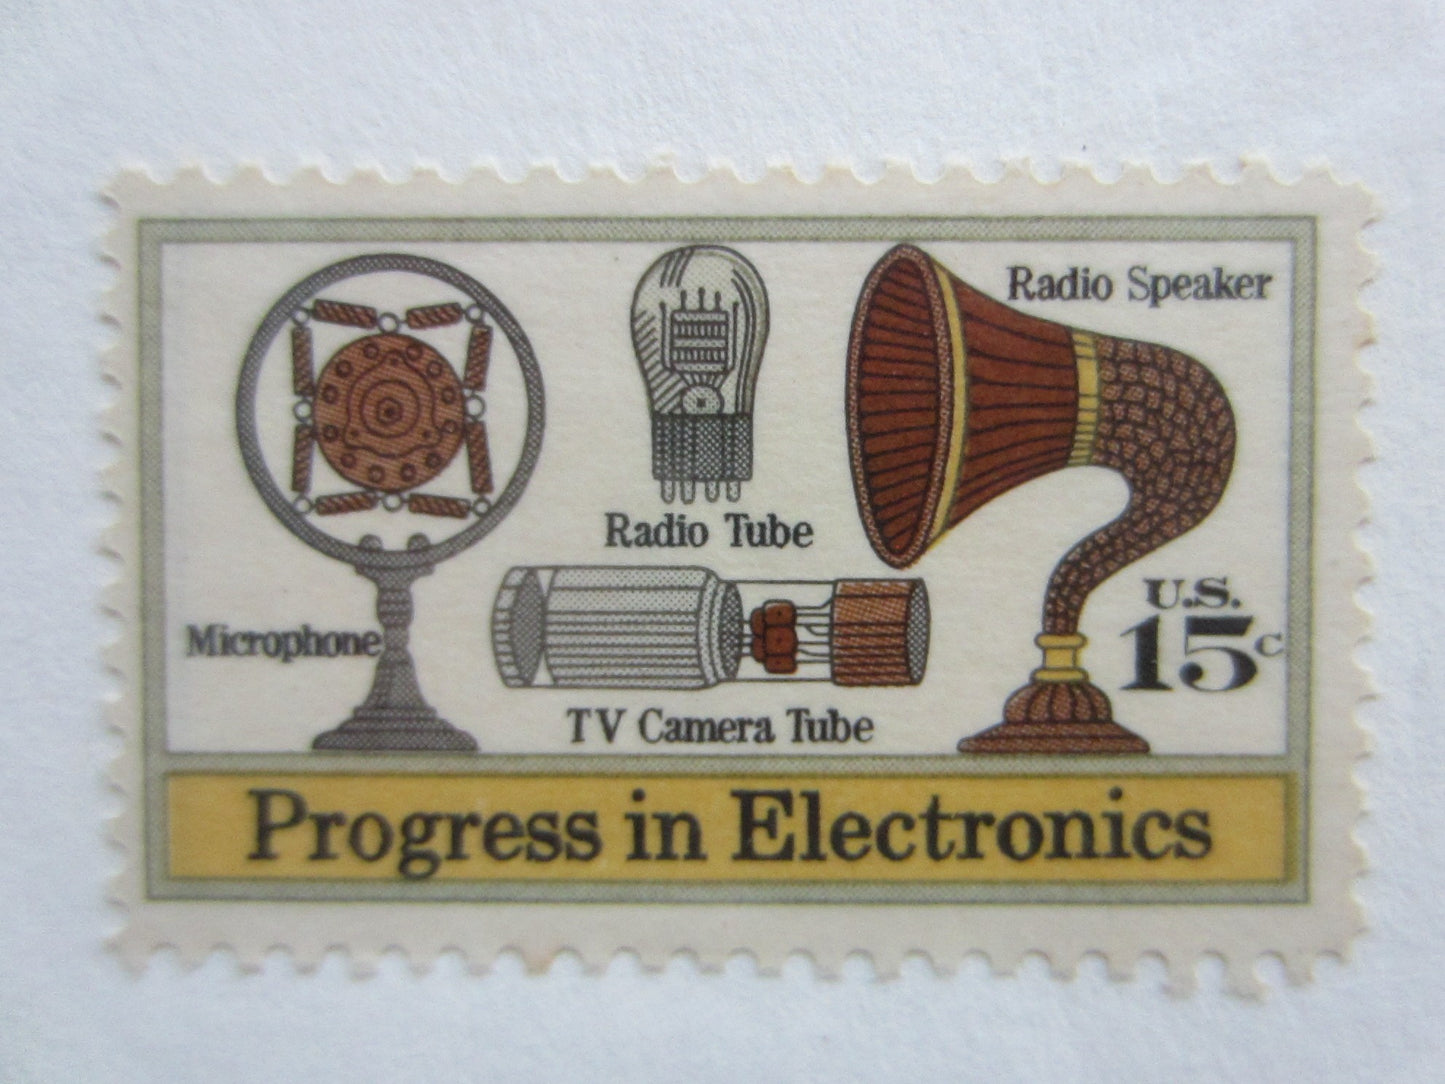 Radio Speaker
Radio Tube
Microphone
TV Camera Tube
U.S.
15c
Progress in Electronics